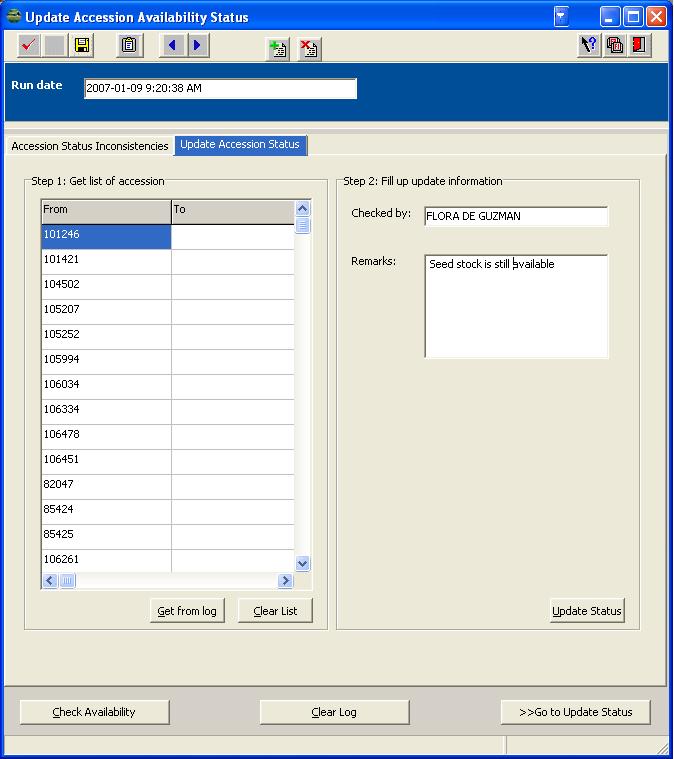 Update Accession Availability Status
Run date
2007-01-09 9:20:38 AM
Accession Status Inconsistencies
Update Accession Status
Step 1: Get list of accession
From
To
101246
101421
104502
105207
105252
105994
106034
106334
106478
106451
82047
85424
85425
106261
Get from log
Clear List
Step 2: Fill up update information
Checked by:
FLORA DE GUZMAN
Remarks:
Seed stock is still available
Update Status
Check Availability
Clear Log
>>Go to Update Status